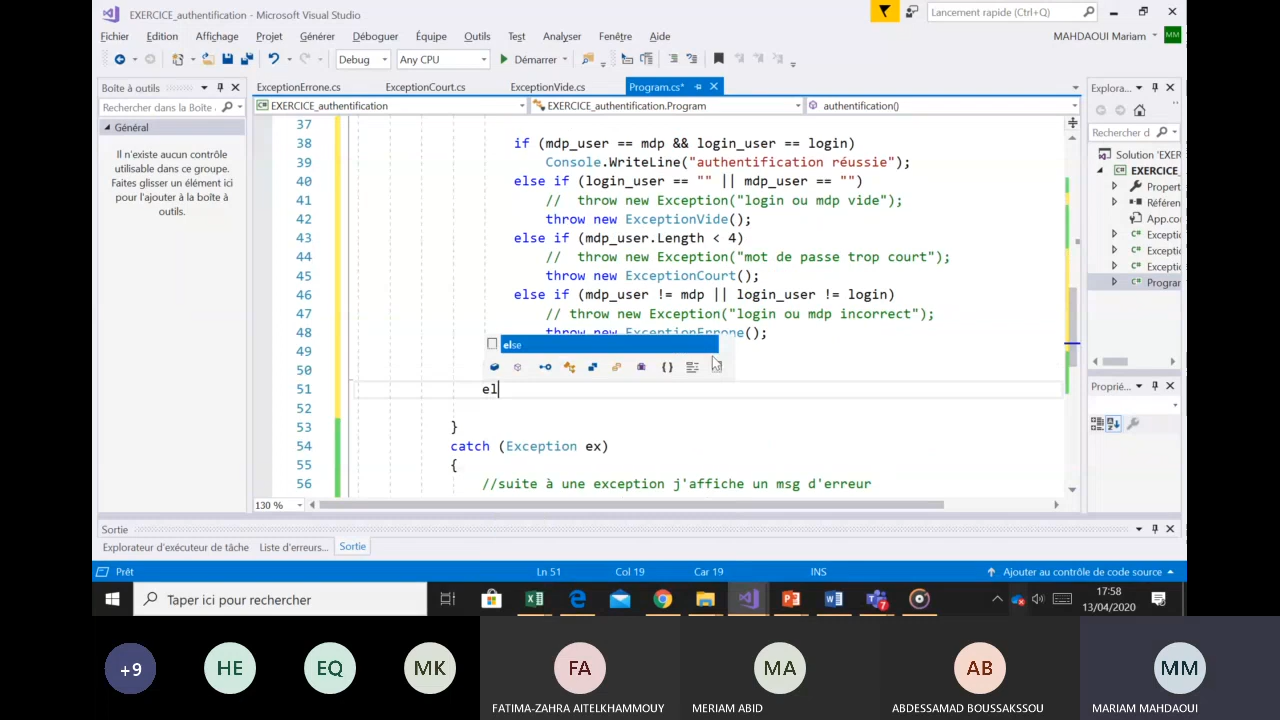 EXERCICE_authentification - Microsoft Visual Studio
Lancement rapide (Ctrl+Q)
Fichier Edition Affichage Projet Générer Déboguer Équipe Outils Test Analyser Fenêtre Aide
MAHDAOUI Mariam MM
Debug Any CPU Démarrer
Boîte à outils
ExceptionErrone.cs ExceptionCourt.cs ExceptionVide.cs Program.cs*
Explora...
Rechercher dans la Boîte
EXERCICE_authentification EXERCICE_authentification.Program authentification()
Général
Il n'existe aucun contrôle
utilisable dans ce groupe.
Faites glisser un élément ici
pour l'ajouter à la boîte à
outils.
37
38 if (mdp_user == mdp && login_user == login)
39 Console.WriteLine("authentification réussie");
40 else if (login_user == "" || mdp_user == "")
41 // throw new Exception("login ou mdp vide");
42 throw new ExceptionVide();
43 else if (mdp_user.Length < 4)
44 // throw new Exception("mot de passe trop court");
45 throw new ExceptionCourt();
46 else if (mdp_user != mdp || login_user != login)
47 // throw new Exception("login ou mdp incorrect");
48 throw new ExceptionErrone();
49 else
50
51 el
52
53 }
54 catch (Exception ex)
55 {
56 //suite à une exception j'affiche un msg d'erreur
130 %
Rechercher d
Solution 'EXER
EXERCICE_
Propert
Référen
App.co
Exceptio
Exceptio
Exceptio
Program
Proprié...
Sortie
Explorateur d'exécuteur de tâche Liste d'erreurs... Sortie
Prêt Ln 51 Col 19 Car 19 INS Ajouter au contrôle de code source
Taper ici pour rechercher
7
17:58
13/04/2020
+9 HE EQ MK FA MA AB MM
FATIMA-ZAHRA AITELKHAMMOUY MERIAM ABID ABDESSAMAD BOUSSAKSSOU MARIAM MAHDAOUI